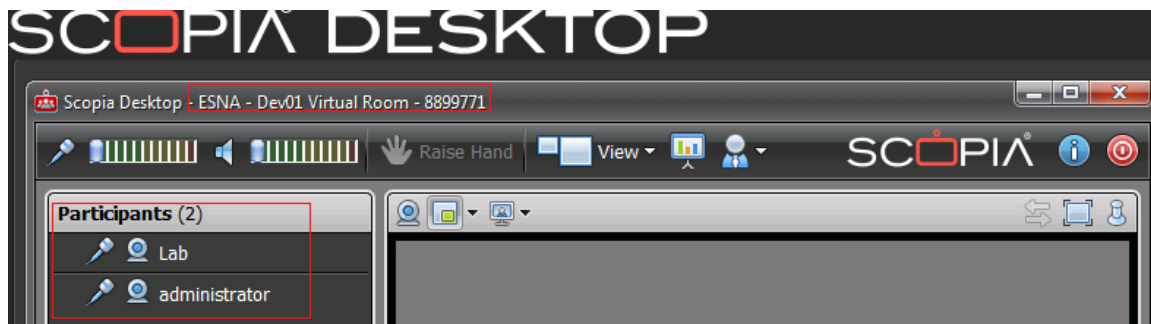 SCOPIA DESKTOP
Scopia Desktop - ESNA - Dev01 Virtual Room - 8899771
Raise Hand View SCOPIA
Participants (2)
Lab
administrator